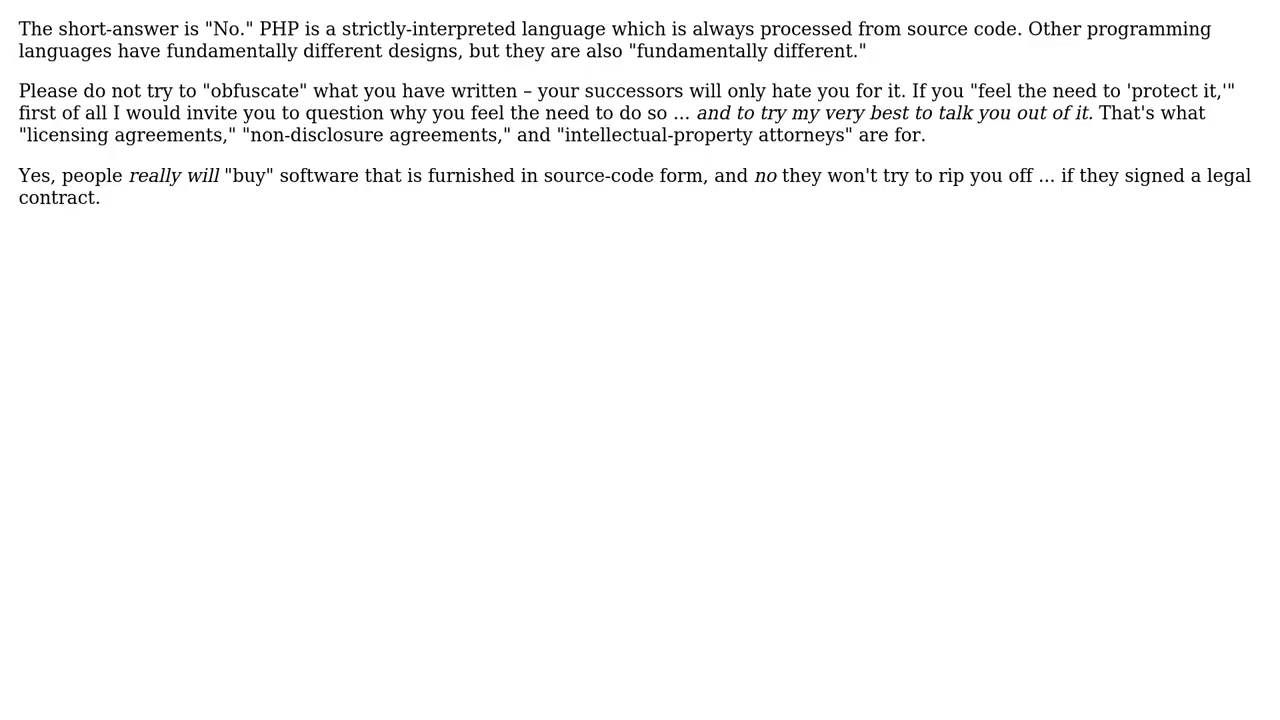 The short-answer is "No." PHP is a strictly-interpreted language which is always processed from source code. Other programming
languages have fundamentally different designs, but they are also "fundamentally different."
Please do not try to "obfuscate" what you have written – your successors will only hate you for it. If you "feel the need to 'protect it,'"
first of all I would invite you to question why you feel the need to do so ... and to try my very best to talk you out of it. That's what
"licensing agreements," "non-disclosure agreements," and "intellectual-property attorneys" are for.
Yes, people really will "buy" software that is furnished in source-code form, and no they won't try to rip you off ... if they signed a legal
contract.